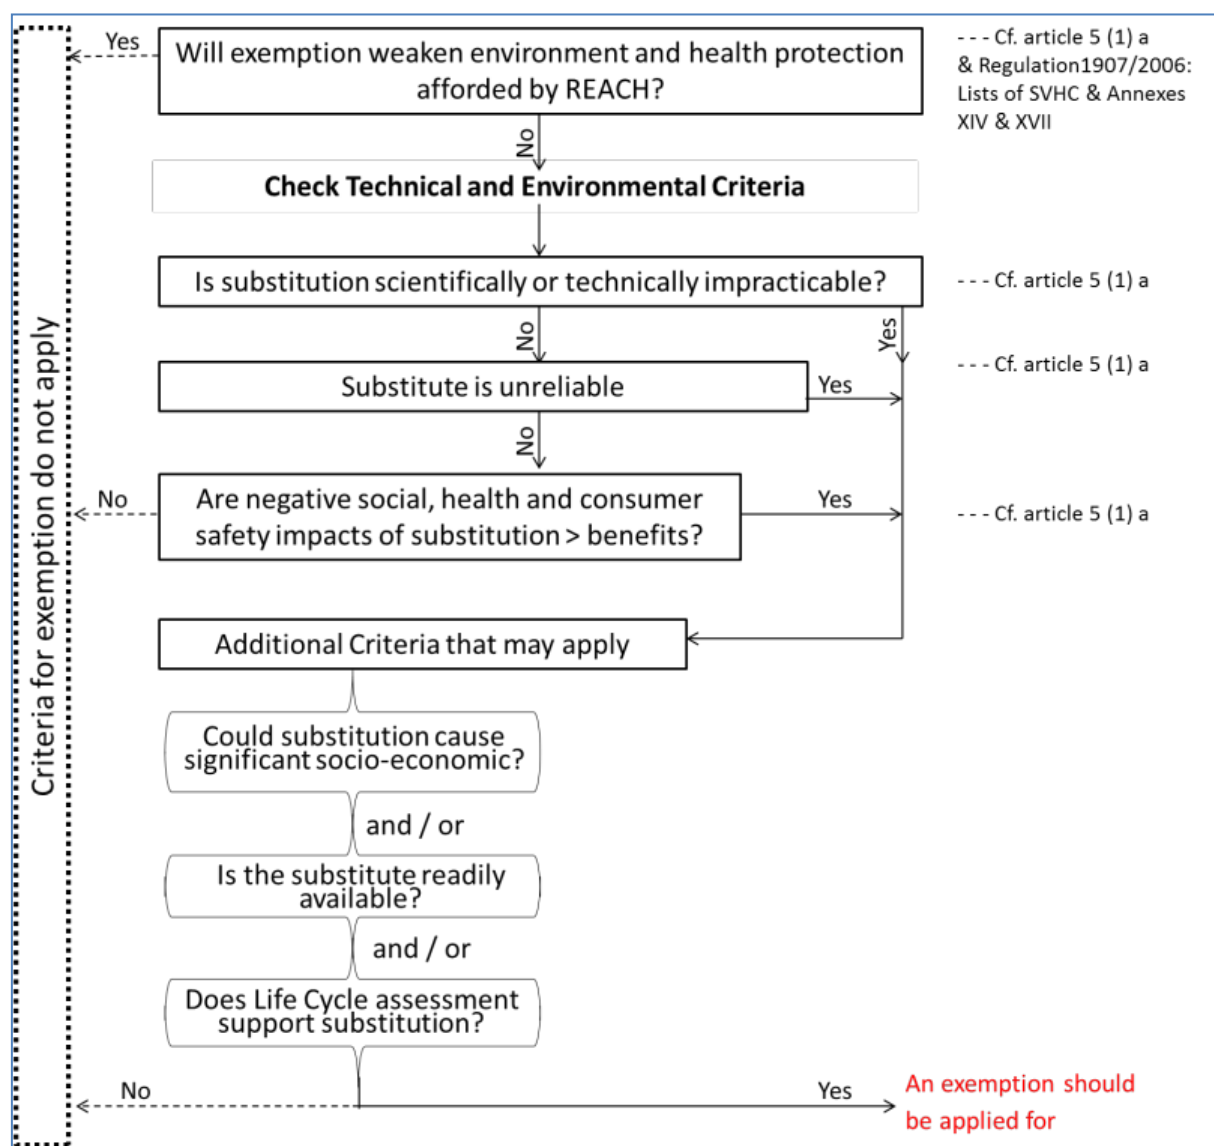 Yes
Will exemption weaken environment and health protection
afforded by REACH?
- - - Cf. article 5 (1) a
& Regulation1907/2006:
Lists of SVHC & Annexes
XIV & XVII
No
Check Technical and Environmental Criteria
Is substitution scientifically or technically impracticable?
- - - Cf. article 5 (1) a
No
Yes
Substitute is unreliable
Yes
- - - Cf. article 5 (1) a
No
No
Are negative social, health and consumer
safety impacts of substitution > benefits?
Yes
- - - Cf. article 5 (1) a
Criteria for exemption do not apply
Additional Criteria that may apply
Could substitution cause
significant socio-economic?
and / or
Is the substitute readily
available?
and / or
Does Life Cycle assessment
support substitution?
No
Yes
An exemption should
be applied for